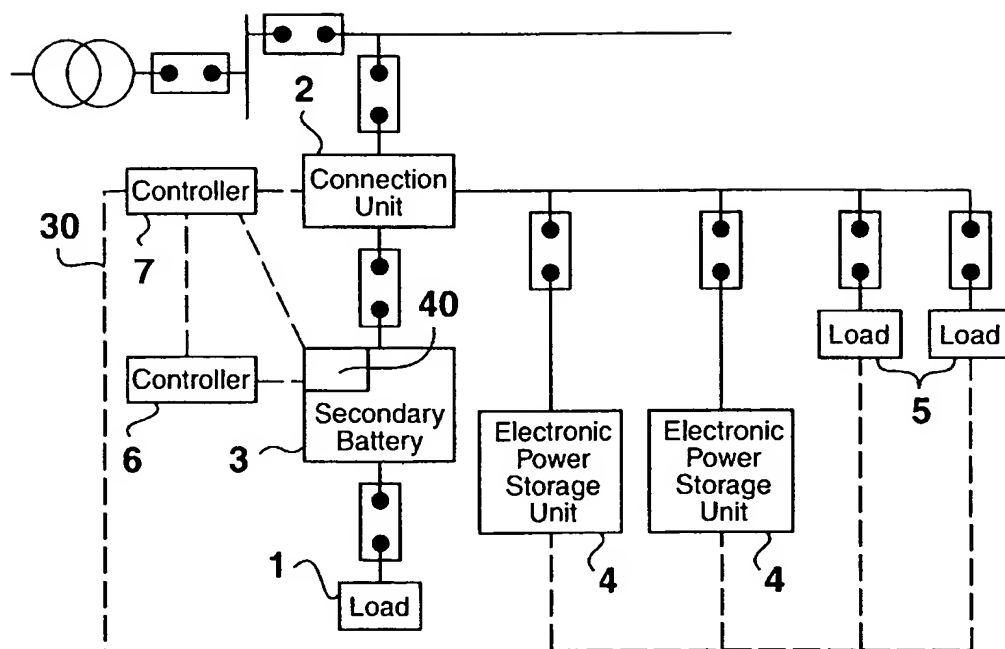 2
Connection
Unit
Controller
30
7
40
Controller
6
Secondary
Battery
3
Electronic
Power
Storage
Unit
4
Electronic
Power
Storage
Unit
4
Load
Load
5
1
Load